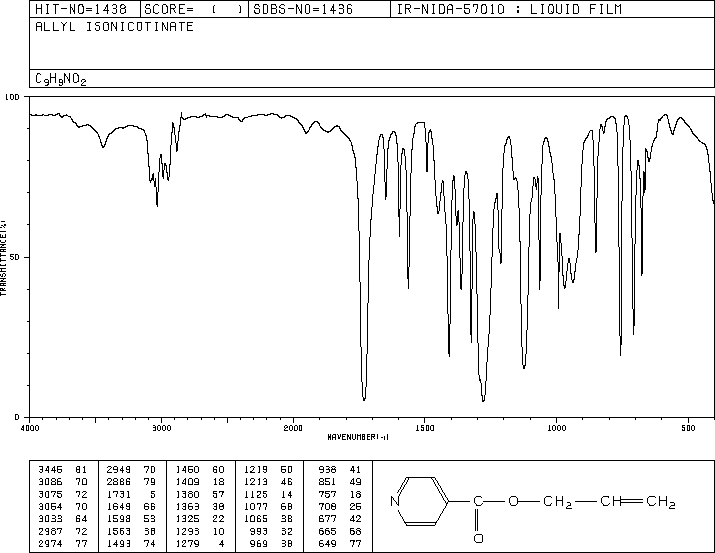 HIT-NO=1438 SCORE= ( ) SDBS-NO=1436 IR-NIDA-57010 : LIQUID FILM
ALLYL ISONICOTINATE
C9H9NO2
100
TRANSMITTANCE(%)
50
0
4000 3000 2000 1500 1000 500
WAVENUMBER(-1)
3445 81 2949 70 1450 60 1219 50 938 41
3086 70 2886 79 1409 18 1213 46 851 49
3075 72 1731 5 1380 57 1125 14 757 18
3054 70 1649 66 1363 38 1077 68 708 25
3033 64 1598 53 1325 22 1065 38 677 42
2987 72 1563 38 1293 10 993 32 665 68
2974 77 1493 74 1279 4 969 38 649 77
N C O CH2 CH CH2
O